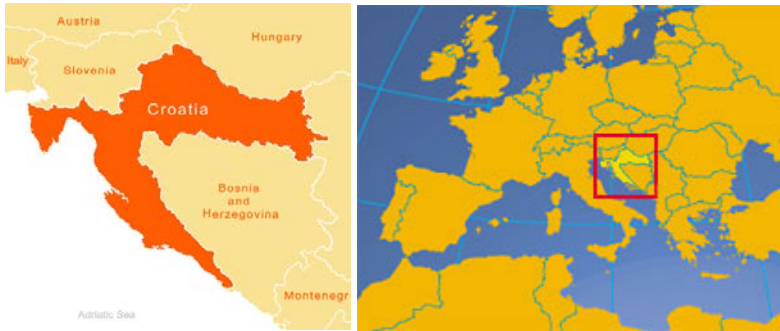 Austria
Hungary
Italy
Slovenia
Croatia
Bosnia
and
Herzegovina
Montenegr
Adriatic Sea